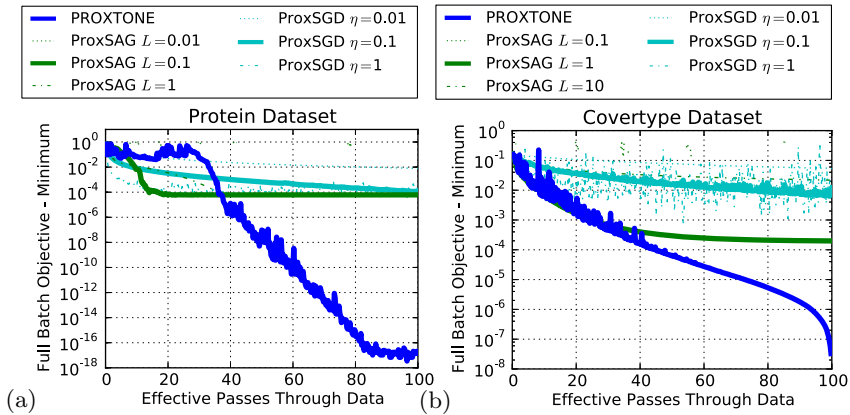 PROXTONE
ProxSAG L=0.01
ProxSAG L=0.1
ProxSAG L=1
ProxSGD η=0.01
ProxSGD η=0.1
ProxSGD η=1
Protein Dataset
Full Batch Objective - Minimum
10^0
10^-2
10^-4
10^-6
10^-8
10^-10
10^-12
10^-14
10^-16
10^-18
0 20 40 60 80 100
Effective Passes Through Data
(a)
PROXTONE
ProxSAG L=0.1
ProxSAG L=1
ProxSAG L=10
ProxSGD η=0.01
ProxSGD η=0.1
ProxSGD η=1
Covertype Dataset
Full Batch Objective - Minimum
10^0
10^-1
10^-2
10^-3
10^-4
10^-5
10^-6
10^-7
10^-8
0 20 40 60 80 100
Effective Passes Through Data
(b)